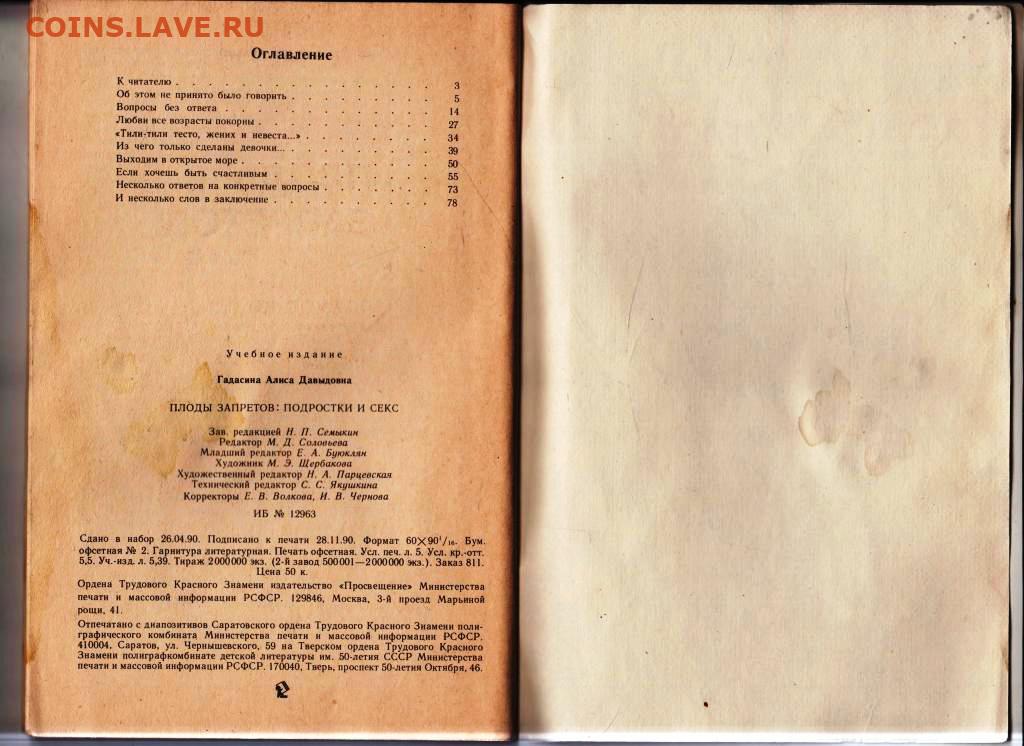 COINS.LAVE.RU
Оглавление
К читателю . . . . . . . . . . . . 3
Об этом не принято было говорить . . . . . . . 5
Вопросы без ответа . . . . . . . . . . 14
Любви все возрасты покорны . . . . . . . . 27
«Тили-тили тесто, жених и невеста...» . . . . . . 34
Из чего только сделаны девочки... . . . . . . . 39
Выходим в открытое море . . . . . . . . . 50
Если хочешь быть счастливым . . . . . . . . 55
Несколько ответов на конкретные вопросы . . . . . 73
И несколько слов в заключение . . . . . . . . 78
Учебное издание
Гадасина Алиса Давыдовна
ПЛОДЫ ЗАПРЕТОВ: ПОДРОСТКИ И СЕКС
Зав. редакцией Н. П. Семыкин
Редактор М. Д. Соловьева
Младший редактор Е. А. Буюклян
Художник М. Э. Щербакова
Художественный редактор Н. А. Парцевская
Технический редактор С. С. Якушкина
Корректоры Е. В. Волкова, И. В. Чернова
ИБ № 12963
Сдано в набор 26.04.90. Подписано к печати 28.11.90. Формат 60×90¹/₁₆. Бум.
офсетная № 2. Гарнитура литературная. Печать офсетная. Усл. печ. л. 5. Усл. кр.-отт.
5,5. Уч.-изд. л. 5,39. Тираж 2000000 экз. (2-й завод 500001—2000000 экз.). Заказ 811.
Цена 50 к.
Ордена Трудового Красного Знамени издательство «Просвещение» Министерства
печати и массовой информации РСФСР. 129846, Москва, 3-й проезд Марьиной
рощи, 41.
Отпечатано с диапозитивов Саратовского ордена Трудового Красного Знамени поли-
графического комбината Министерства печати и массовой информации РСФСР.
410004, Саратов, ул. Чернышевского, 59 на Тверском ордена Трудового Красного
Знамени полиграфкомбинате детской литературы им. 50-летия СССР Министерства
печати и массовой информации РСФСР. 170040, Тверь, проспект 50-летия Октября, 46.